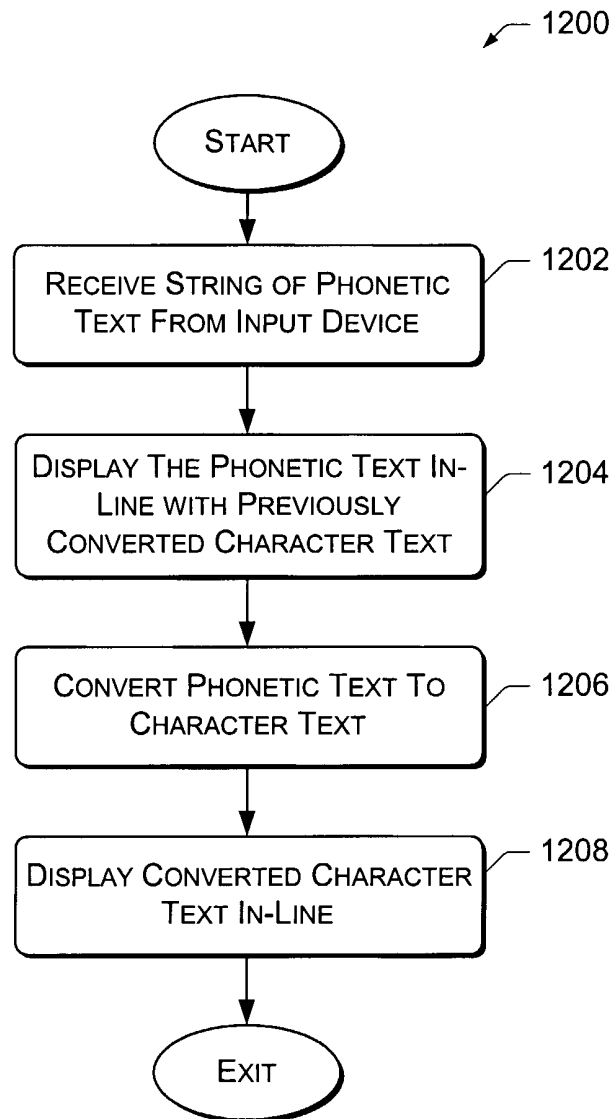 1200
START
RECEIVE STRING OF PHONETIC
TEXT FROM INPUT DEVICE
1202
DISPLAY THE PHONETIC TEXT IN-
LINE WITH PREVIOUSLY
CONVERTED CHARACTER TEXT
1204
CONVERT PHONETIC TEXT TO
CHARACTER TEXT
1206
DISPLAY CONVERTED CHARACTER
TEXT IN-LINE
1208
EXIT